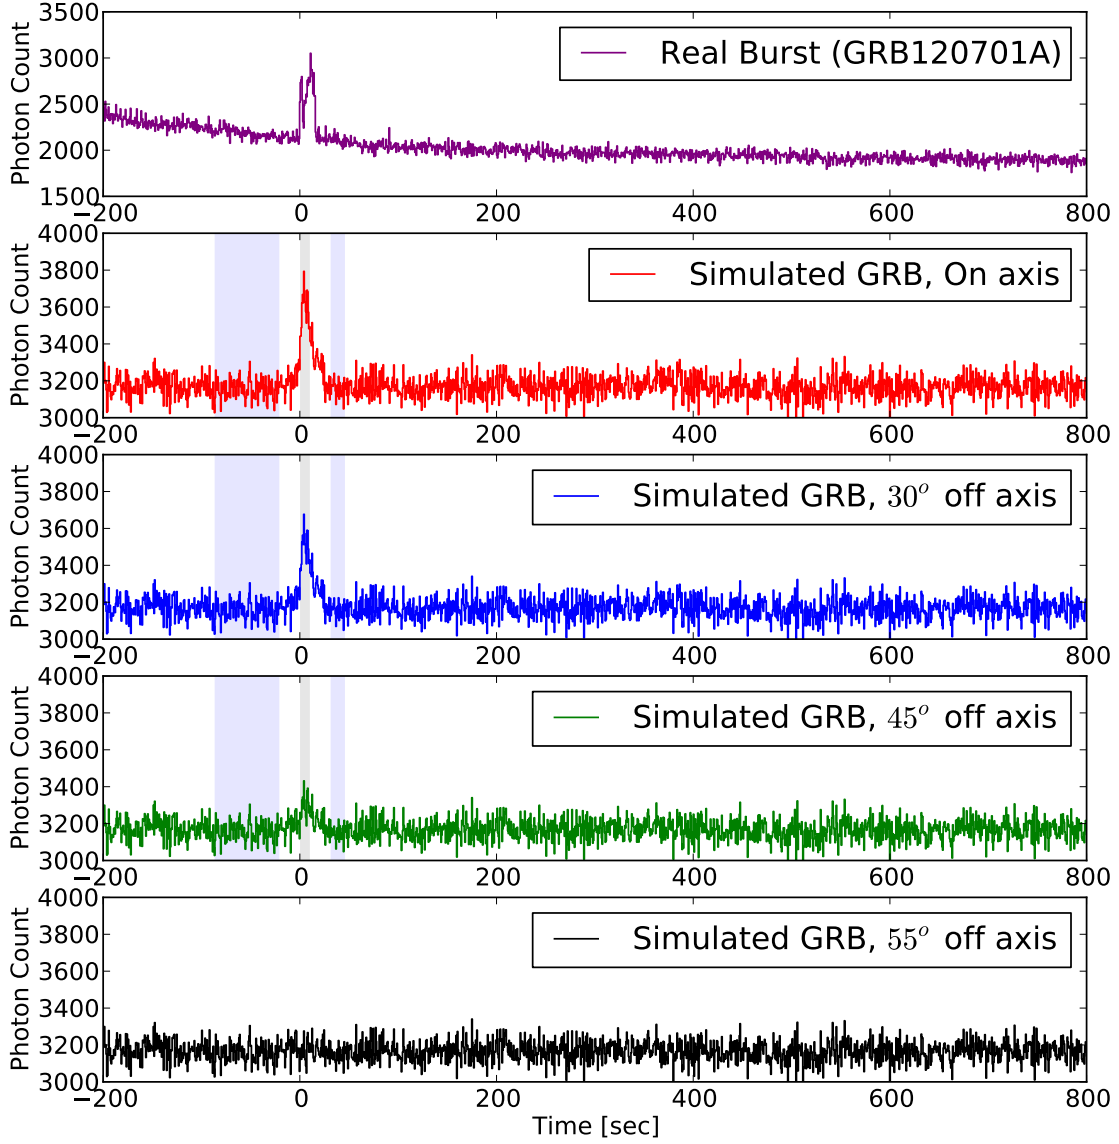 3500
3000
2500
2000
1500
Photon Count
Real Burst (GRB120701A)
−200 0 200 400 600 800
4000
3800
3600
3400
3200
3000
Photon Count
Simulated GRB, On axis
−200 0 200 400 600 800
4000
3800
3600
3400
3200
3000
Photon Count
Simulated GRB, 30° off axis
−200 0 200 400 600 800
4000
3800
3600
3400
3200
3000
Photon Count
Simulated GRB, 45° off axis
−200 0 200 400 600 800
4000
3800
3600
3400
3200
3000
Photon Count
Simulated GRB, 55° off axis
−200 0 200 400 600 800
Time [sec]